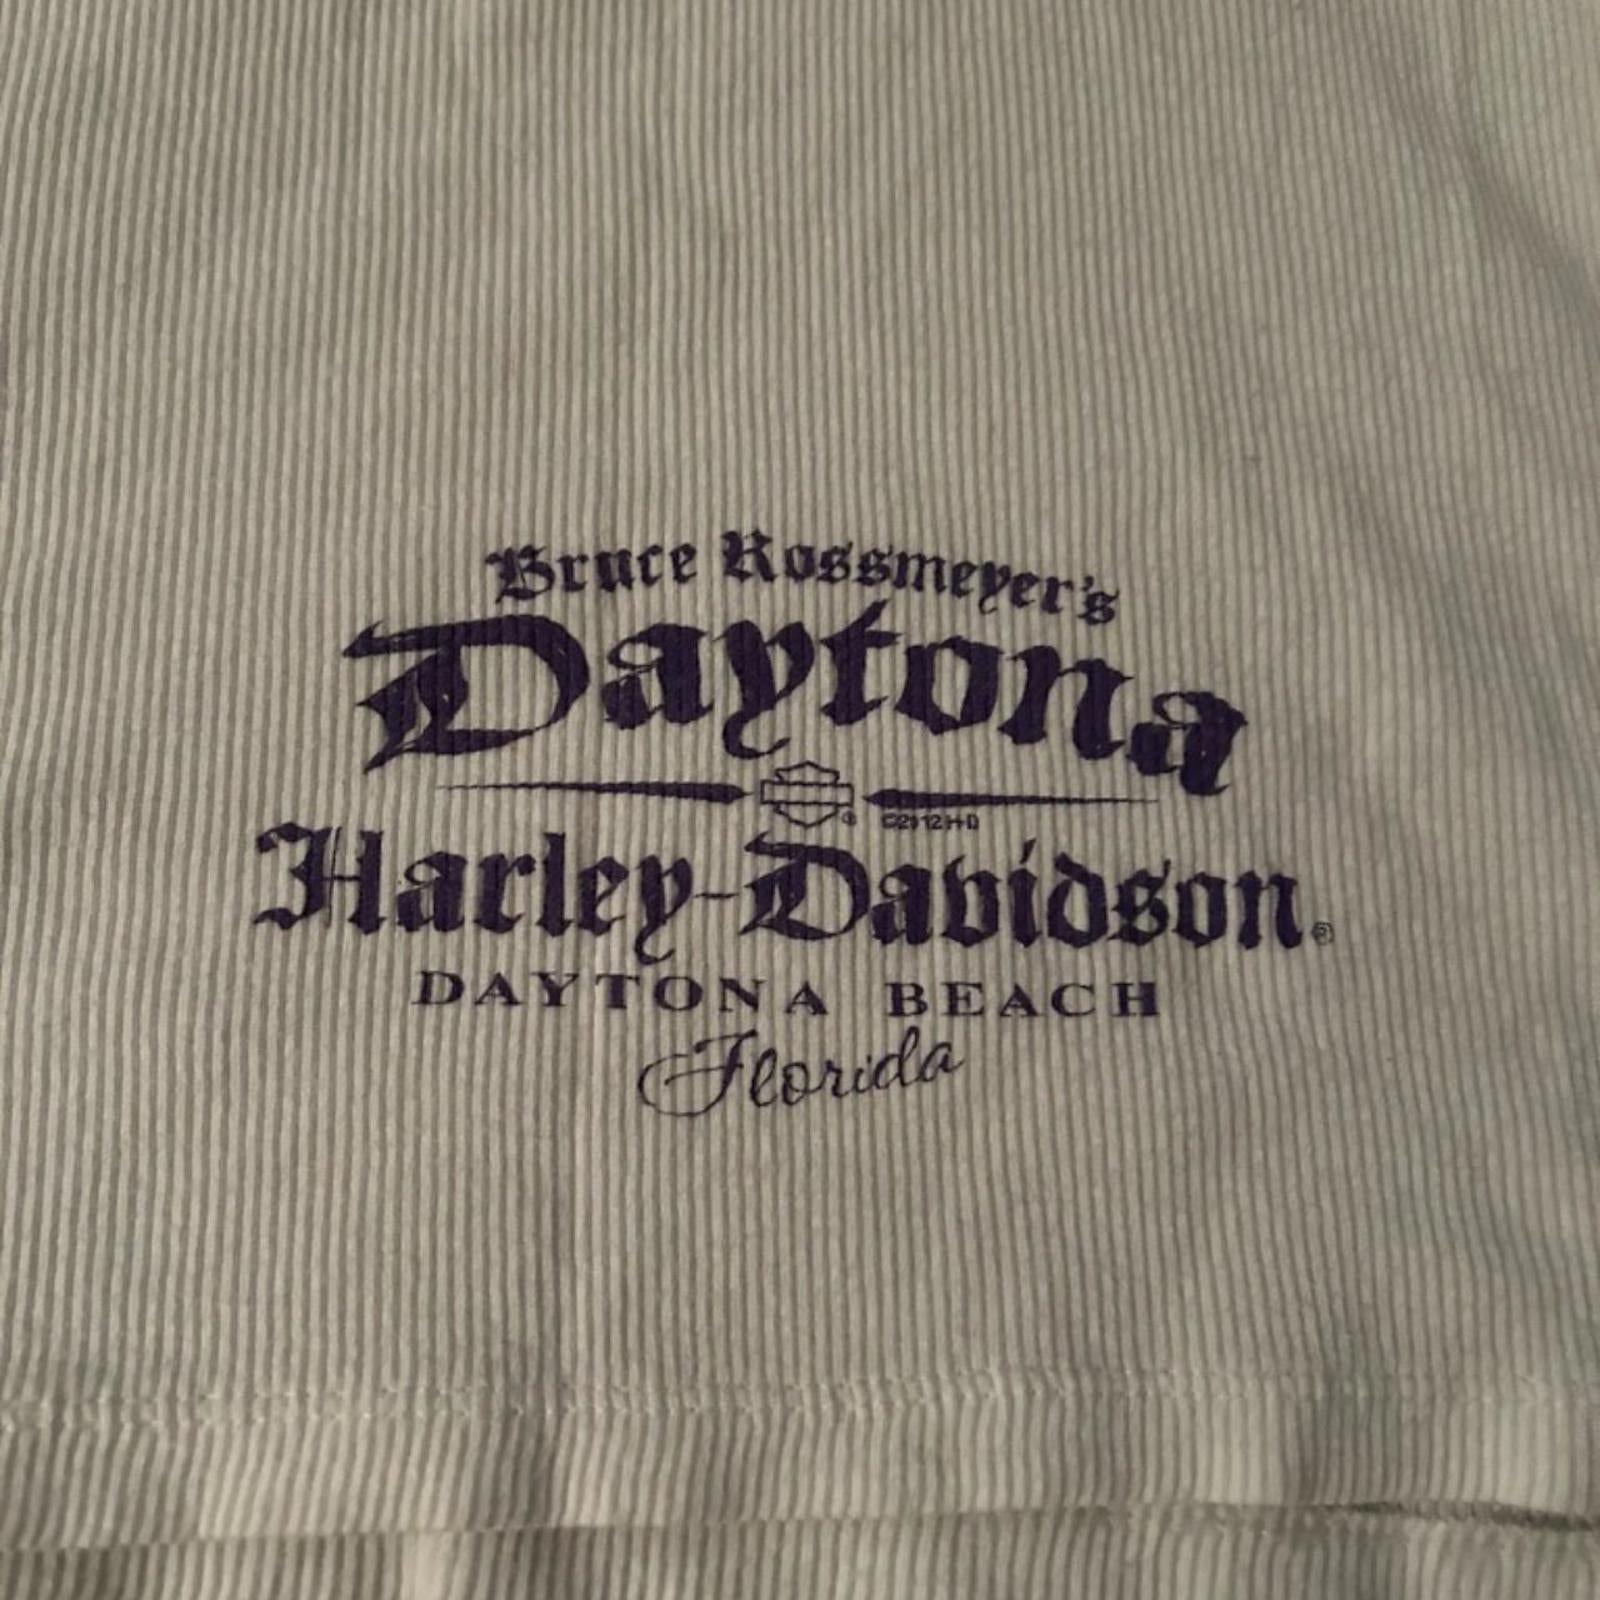 Bruce Rossmeyer's
Daytona
® ©2012 H-D
Harley-Davidson®
DAYTONA BEACH
Florida